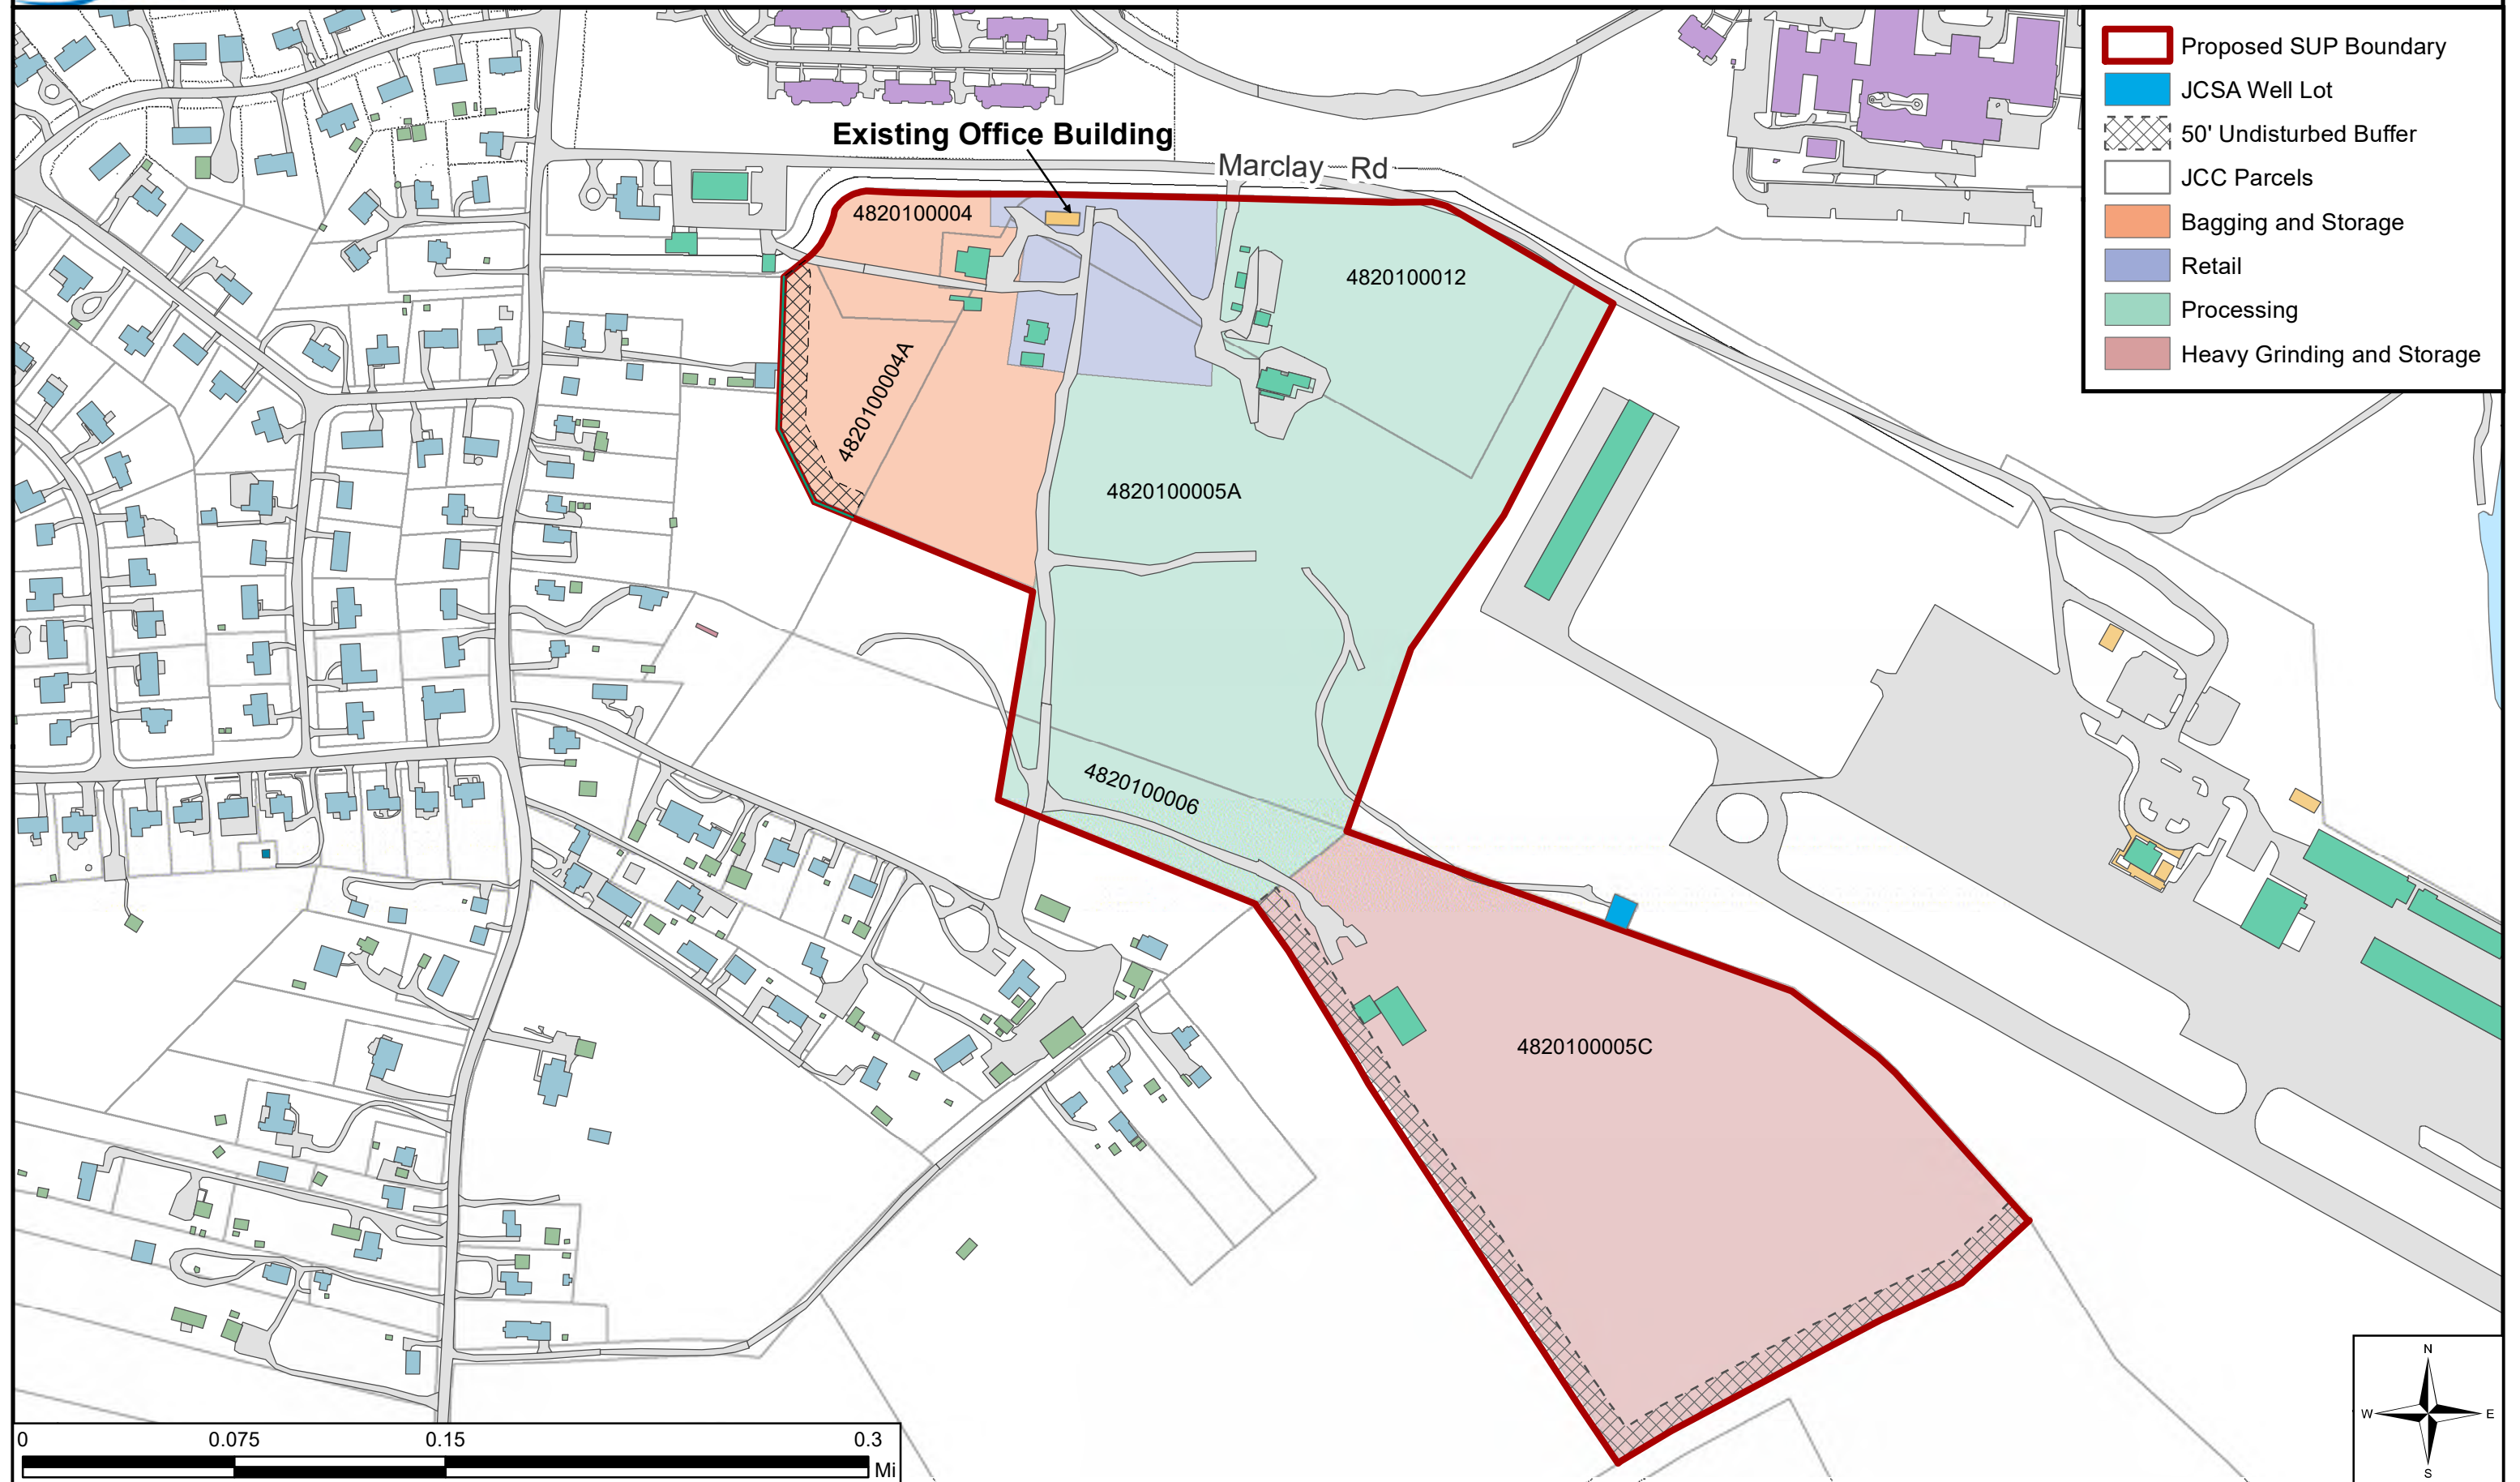 Proposed SUP Boundary
JCSA Well Lot
50' Undisturbed Buffer
JCC Parcels
Bagging and Storage
Retail
Processing
Heavy Grinding and Storage
Existing Office Building
Marclay Rd
4820100004
4820100012
4820100004A
4820100005A
4820100006
4820100005C
0 0.075 0.15 0.3
Mi
N
W E
S